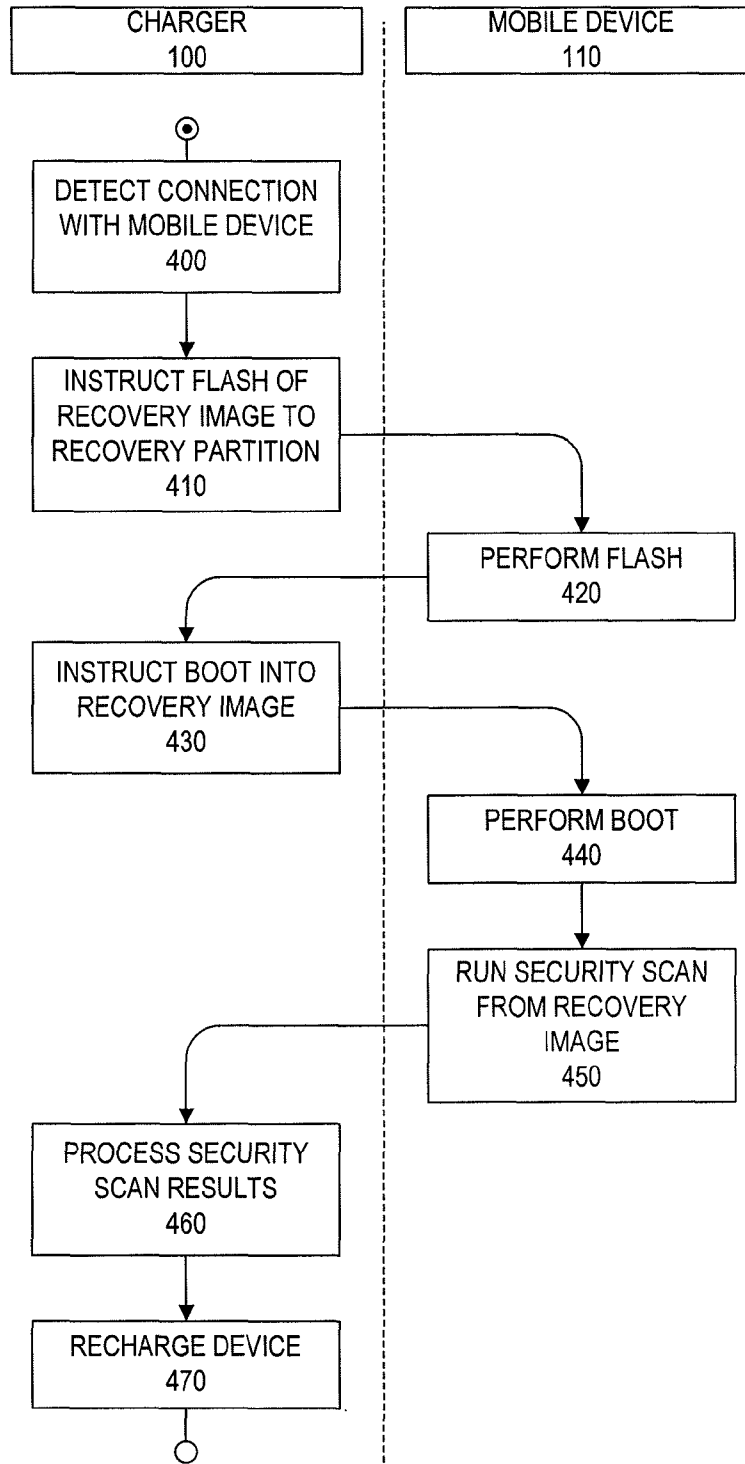 CHARGER
100
MOBILE DEVICE
110
DETECT CONNECTION
WITH MOBILE DEVICE
400
INSTRUCT FLASH OF
RECOVERY IMAGE TO
RECOVERY PARTITION
410
PERFORM FLASH
420
INSTRUCT BOOT INTO
RECOVERY IMAGE
430
PERFORM BOOT
440
RUN SECURITY SCAN
FROM RECOVERY
IMAGE
450
PROCESS SECURITY
SCAN RESULTS
460
RECHARGE DEVICE
470